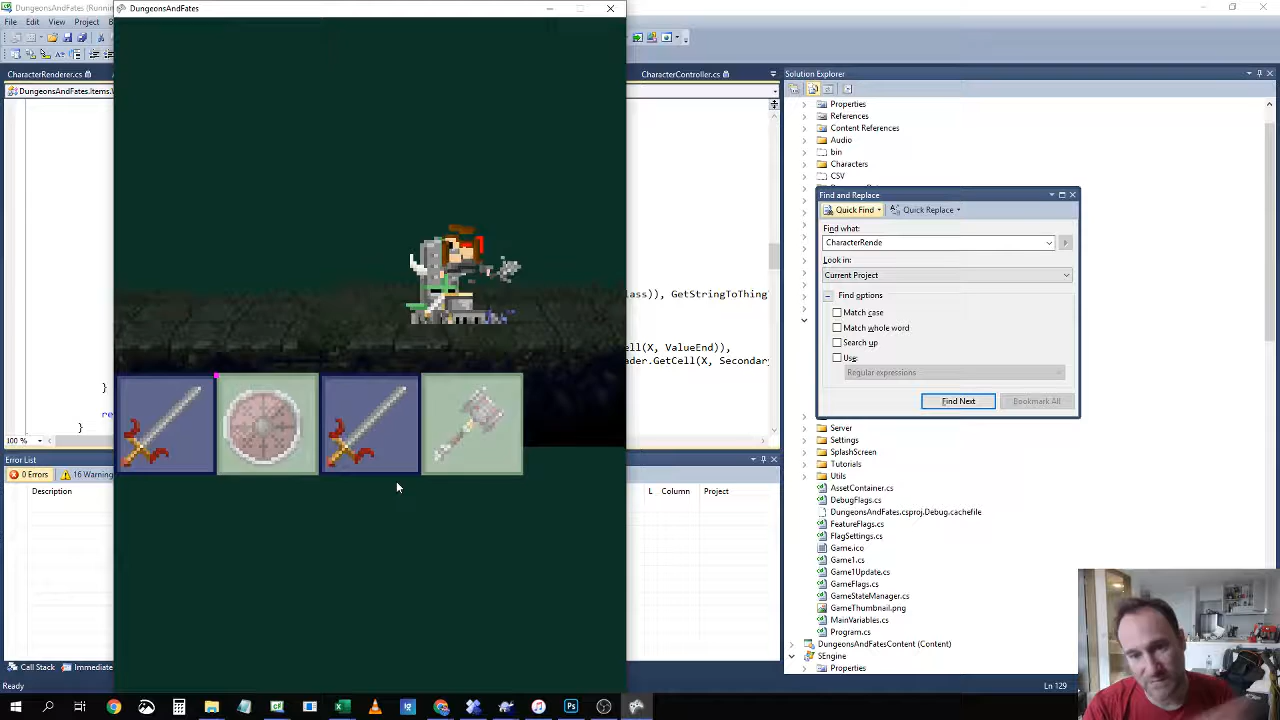 DungeonsAndFates (Runnin
DungeonsAndFates
File Edit View Project B
CharacterRenderer.cs
CharacterController.cs
DungeonsAndFates.Items.
Solution Explorer
Properties
References
Content References
Audio
bin
Characters
CSV
Find and Replace
Quick Find
Quick Replace
Find what:
CharacterRende
Look in:
Current Project
Find options
Match case
Match whole word
Search up
Use:
Regular expressions
Find Next
Bookmark All
lass)), GetStringToThing
ell(X, ValueEnd)),
ader.GetCell(X, Secondar
}
re
}
100 %
Server
Settings
SplashScreen
Tutorials
Utils
AssetContainer.cs
DebugFlags.cs
DungeonsAndFates.csproj.Debug.cachefile
FeatureFlags.cs
FlagSettings.cs
Game.ico
Game1.cs
Game1Update.cs
GameFlags.cs
GameStateManager.cs
GameThumbnail.png
MainVariables.cs
Program.cs
DungeonsAndFatesContent (Content)
SEngine
Properties
Error List
0 Errors
16 Warning
Description
L Column Project
Call Stack
Immediate
Ready
Ln 129